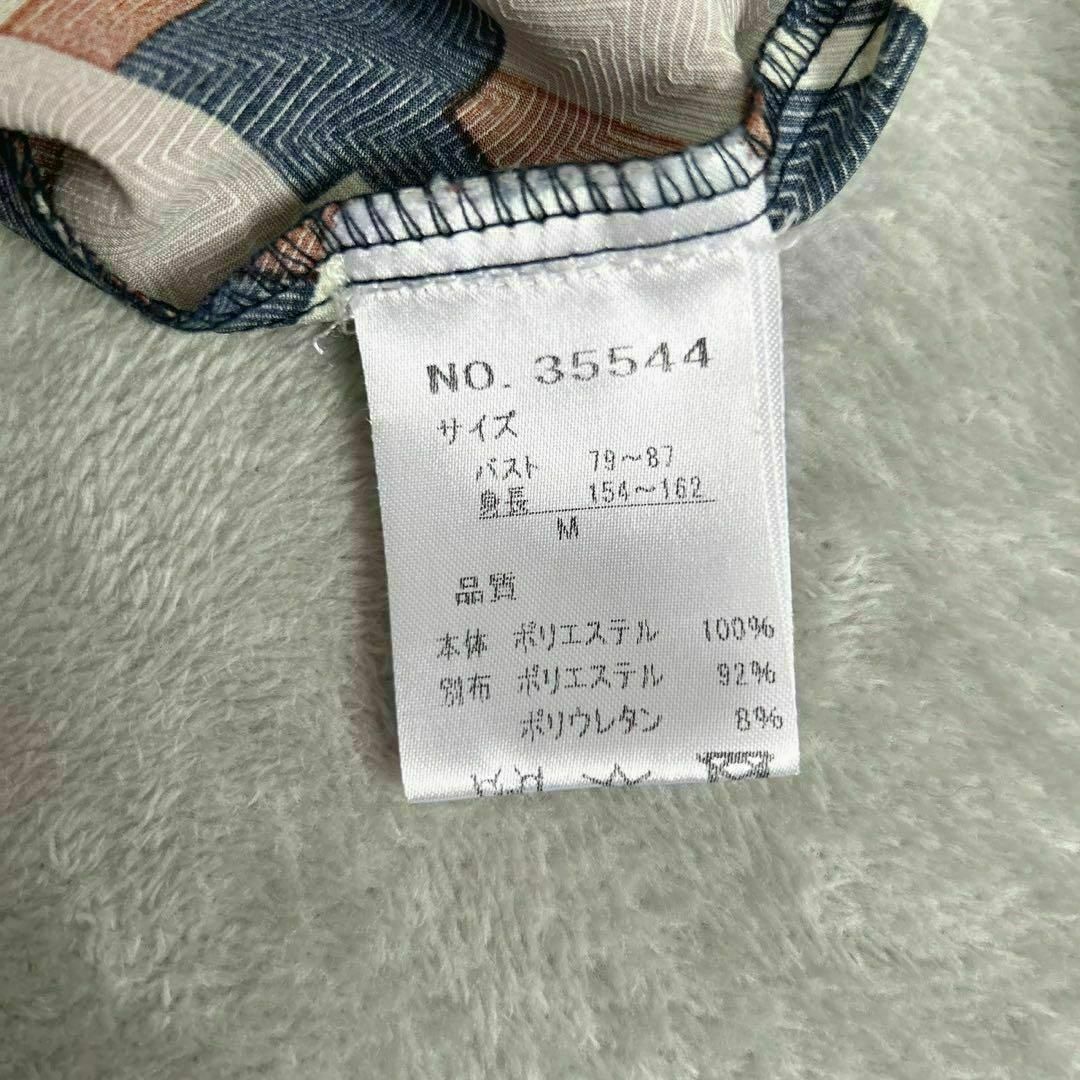 NO. 35544
サイズ
バスト 79～87
身長 154～162
M
品質
本体 ポリエステル 100%
別布 ポリエステル 92%
ポリウレタン 8%